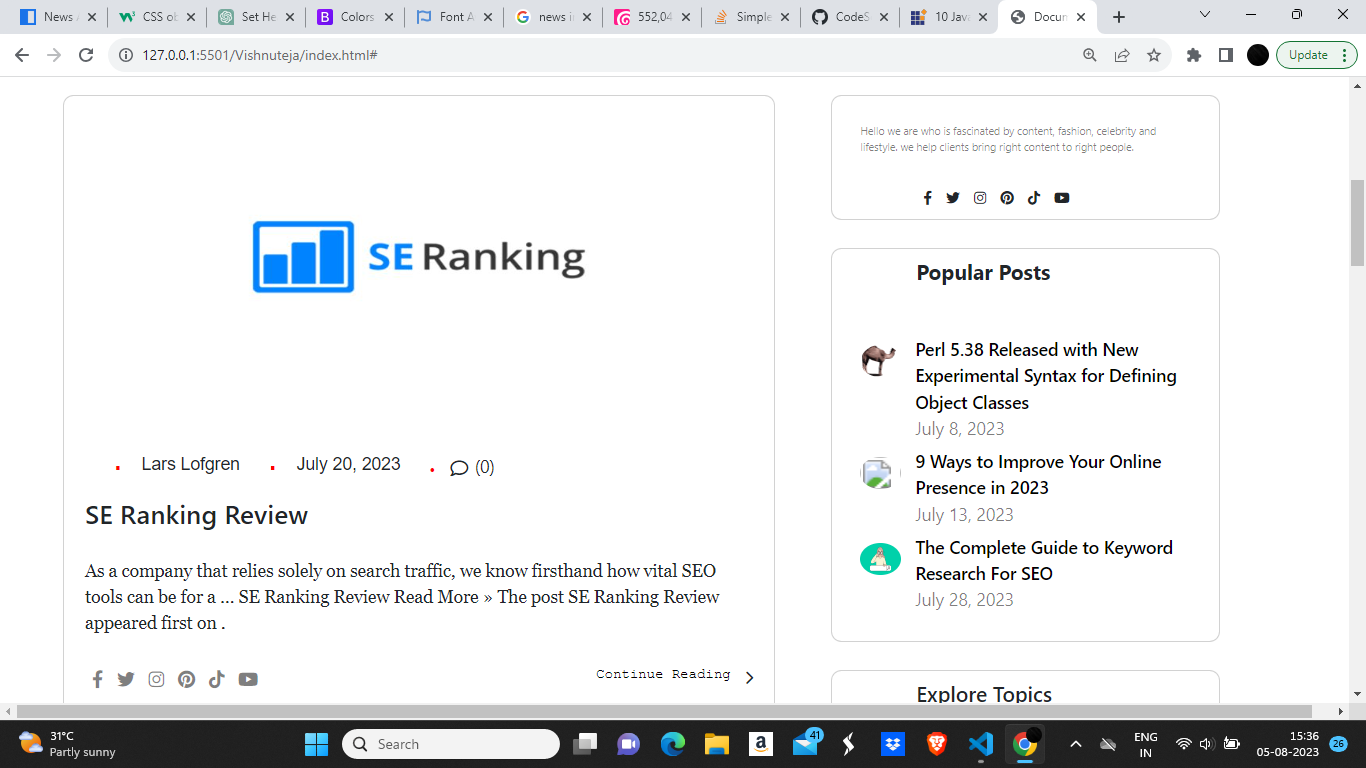 News A
CSS ob
Set He
Colors
Font A
news i
552,04
Simple
CodeS
10 Java
Docum
127.0.0.1:5501/Vishnuteja/index.html#
Update
SE Ranking
Lars Lofgren
July 20, 2023
(0)
SE Ranking Review
As a company that relies solely on search traffic, we know firsthand how vital SEO
tools can be for a ... SE Ranking Review Read More » The post SE Ranking Review
appeared first on .
Continue Reading
Hello we are who is fascinated by content, fashion, celebrity and
lifestyle. we help clients bring right content to right people.
Popular Posts
Perl 5.38 Released with New
Experimental Syntax for Defining
Object Classes
July 8, 2023
9 Ways to Improve Your Online
Presence in 2023
July 13, 2023
The Complete Guide to Keyword
Research For SEO
July 28, 2023
Explore Topics
31°C
Partly sunny
Search
41
ENG
IN
15:36
05-08-2023
26